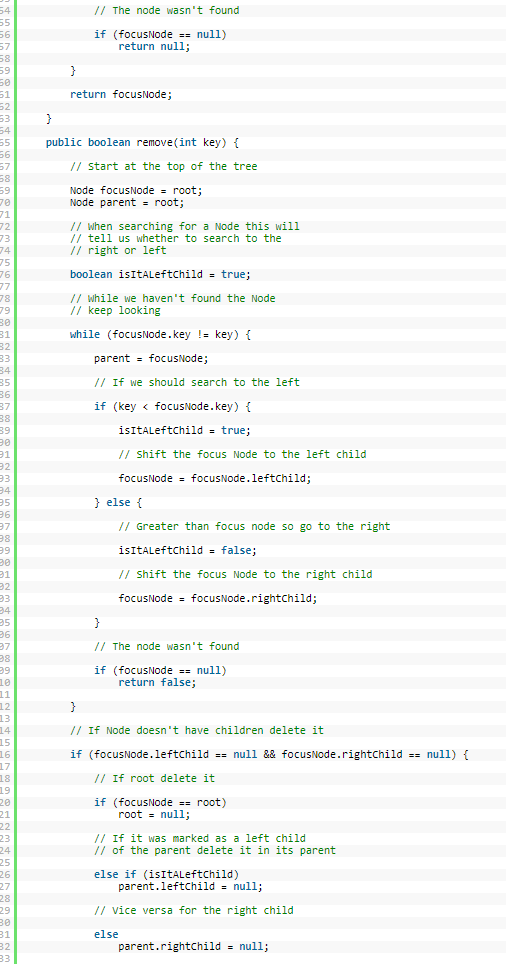 // The node wasn't found
if (focusNode == null)
return null;
}
return focusNode;
}
public boolean remove(int key) {
// Start at the top of the tree
Node focusNode = root;
Node parent = root;
// When searching for a Node this will
// tell us whether to search to the
// right or left
boolean isItALeftChild = true;
// While we haven't found the Node
// keep looking
while (focusNode.key != key) {
parent = focusNode;
// If we should search to the left
if (key < focusNode.key) {
isItALeftChild = true;
// Shift the focus Node to the left child
focusNode = focusNode.leftChild;
} else {
// Greater than focus node so go to the right
isItALeftChild = false;
// Shift the focus Node to the right child
focusNode = focusNode.rightChild;
}
// The node wasn't found
if (focusNode == null)
return false;
}
// If Node doesn't have children delete it
if (focusNode.leftChild == null && focusNode.rightChild == null) {
// If root delete it
if (focusNode == root)
root = null;
// If it was marked as a left child
// of the parent delete it in its parent
else if (isItALeftChild)
parent.leftChild = null;
// Vice versa for the right child
else
parent.rightChild = null;